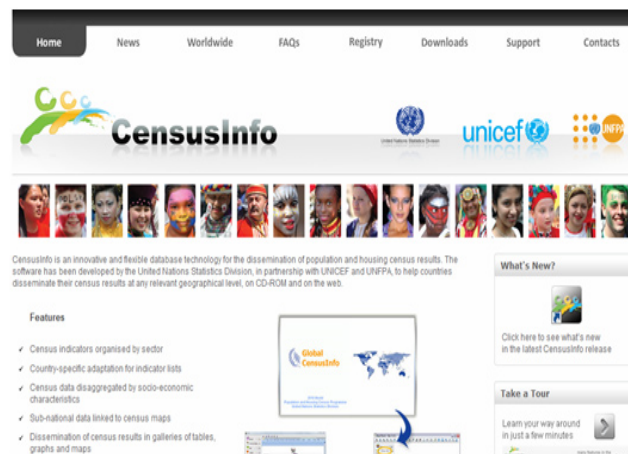 Home News Worldwide FAQs Registry Downloads Support Contacts
CensusInfo
United Nations Statistics Division
unicef
UNFPA
CensusInfo is an innovative and flexible database technology for the dissemination of population and housing census results. The
software has been developed by the United Nations Statistics Division, in partnership with UNICEF and UNFPA, to help countries
disseminate their census results at any relevant geographical level, on CD-ROM and on the web.
Features
✓ Census indicators organised by sector
✓ Country-specific adaptation for indicator lists
✓ Census data disaggregated by socio-economic
characteristics
✓ Sub-national data linked to census maps
✓ Dissemination of census results in galleries of tables,
graphs and maps
Global
CensusInfo
What's New?
Click here to see what's new
in the latest CensusInfo release
Take a Tour
Learn your way around
in just a few minutes